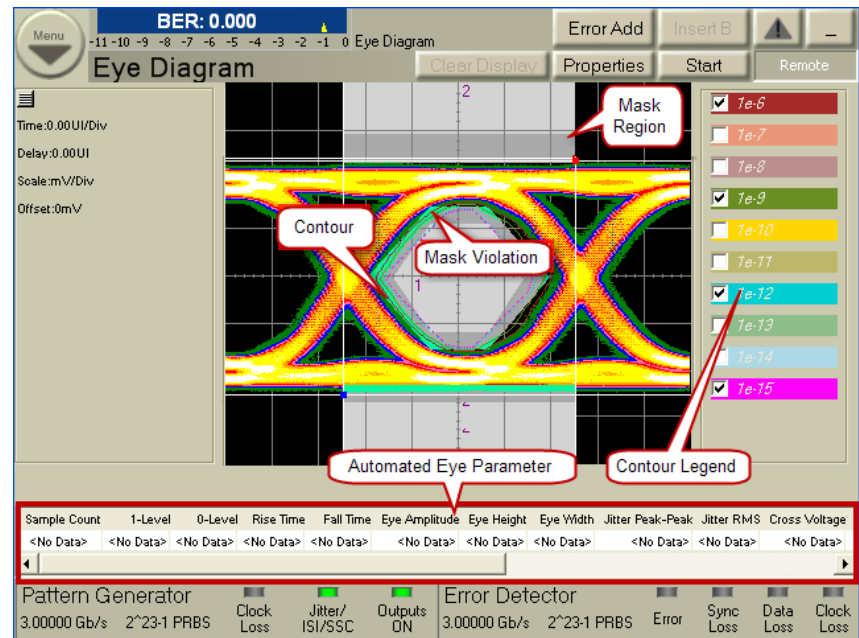 Menu
BER: 0.000
-11 -10 -9 -8 -7 -6 -5 -4 -3 -2 -1 0 Eye Diagram
Error Add
Insert B
_
Eye Diagram
Clear Display
Properties
Start
Remote
Time:0.00UI/Div
Delay:0.00UI
Scale:mV/Div
Offset:0mV
2
Mask Region
Contour
Mask Violation
1
2
Automated Eye Parameter
Contour Legend
1e-6
1e-7
1e-8
1e-9
1e-10
1e-11
1e-12
1e-13
1e-14
1e-15
Sample Count 1-Level 0-Level Rise Time Fall Time Eye Amplitude Eye Height Eye Width Jitter Peak-Peak Jitter RMS Cross Voltage
<No Data> <No Data> <No Data> <No Data> <No Data> <No Data> <No Data> <No Data> <No Data> <No Data> <No Data>
Pattern Generator
3.00000 Gb/s 2^23-1 PRBS
Clock Loss
Jitter/ ISI/SSC
Outputs ON
Error Detector
3.00000 Gb/s 2^23-1 PRBS
Error
Sync Loss
Data Loss
Clock Loss